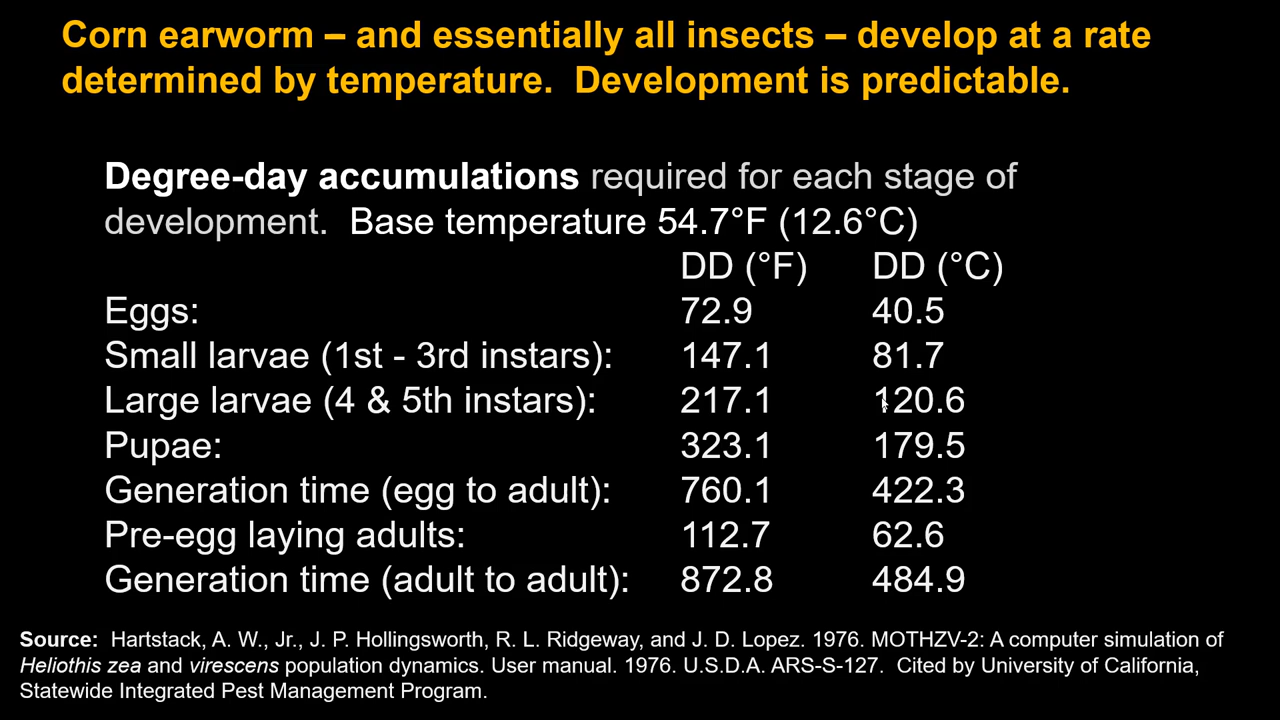 Corn earworm – and essentially all insects – develop at a rate
determined by temperature.  Development is predictable.
Degree-day accumulations required for each stage of
development.  Base temperature 54.7°F (12.6°C)
DD (°F) DD (°C)
Eggs: 72.9 40.5
Small larvae (1st - 3rd instars): 147.1 81.7
Large larvae (4 & 5th instars): 217.1 120.6
Pupae: 323.1 179.5
Generation time (egg to adult): 760.1 422.3
Pre-egg laying adults: 112.7 62.6
Generation time (adult to adult): 872.8 484.9
Source:  Hartstack, A. W., Jr., J. P. Hollingsworth, R. L. Ridgeway, and J. D. Lopez. 1976. MOTHZV-2: A computer simulation of
Heliothis zea and virescens population dynamics. User manual. 1976. U.S.D.A. ARS-S-127.  Cited by University of California,
Statewide Integrated Pest Management Program.